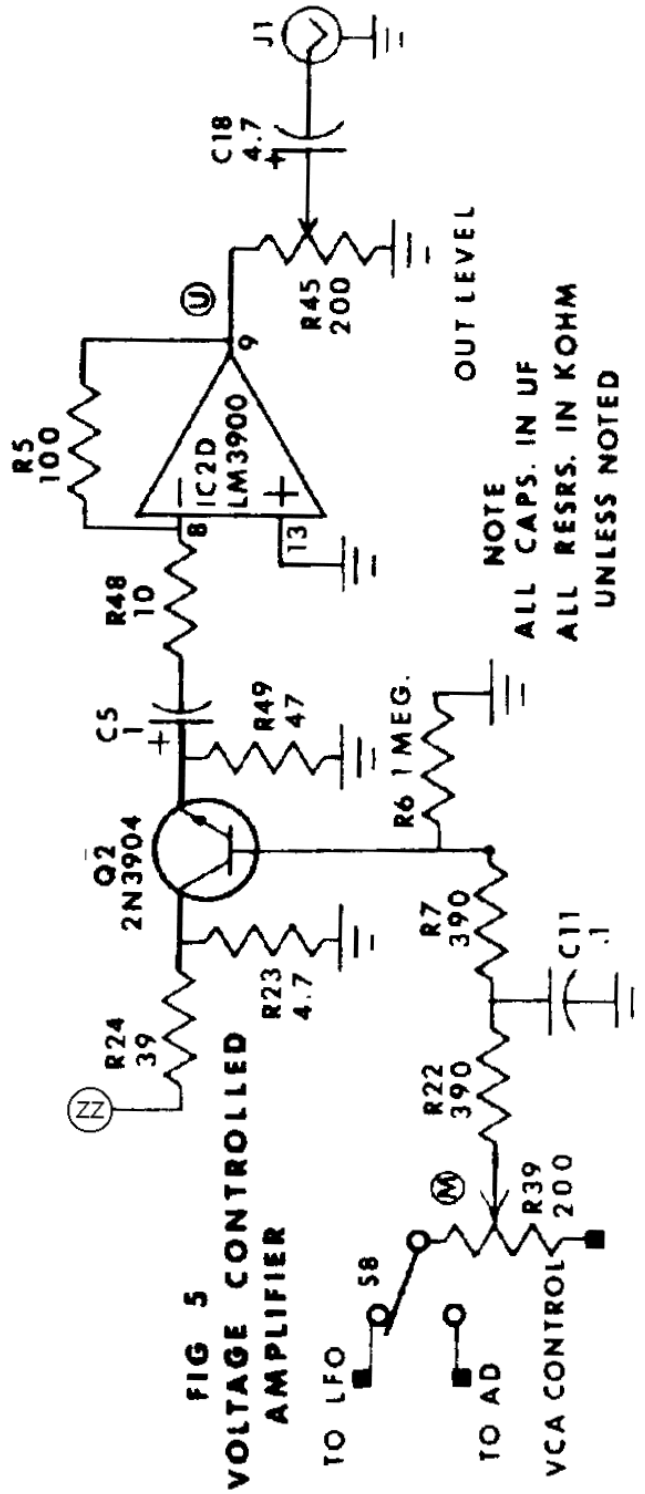 FIG 5
VOLTAGE CONTROLLED
AMPLIFIER
ZZ
R24
39
R23
4.7
Q2
2N3904
C5
1
+
R49
47
R48
10
R5
100
8
−
IC2D
LM3900
+
13
9
U
R45
200
OUT LEVEL
C18
4.7
+
J1
TO LFO
S8
TO AD
M
R39
200
VCA CONTROL
R22
390
C11
.1
R7
390
R6 1 MEG.
NOTE
ALL CAPS. IN UF
ALL RESRS. IN KOHM
UNLESS NOTED